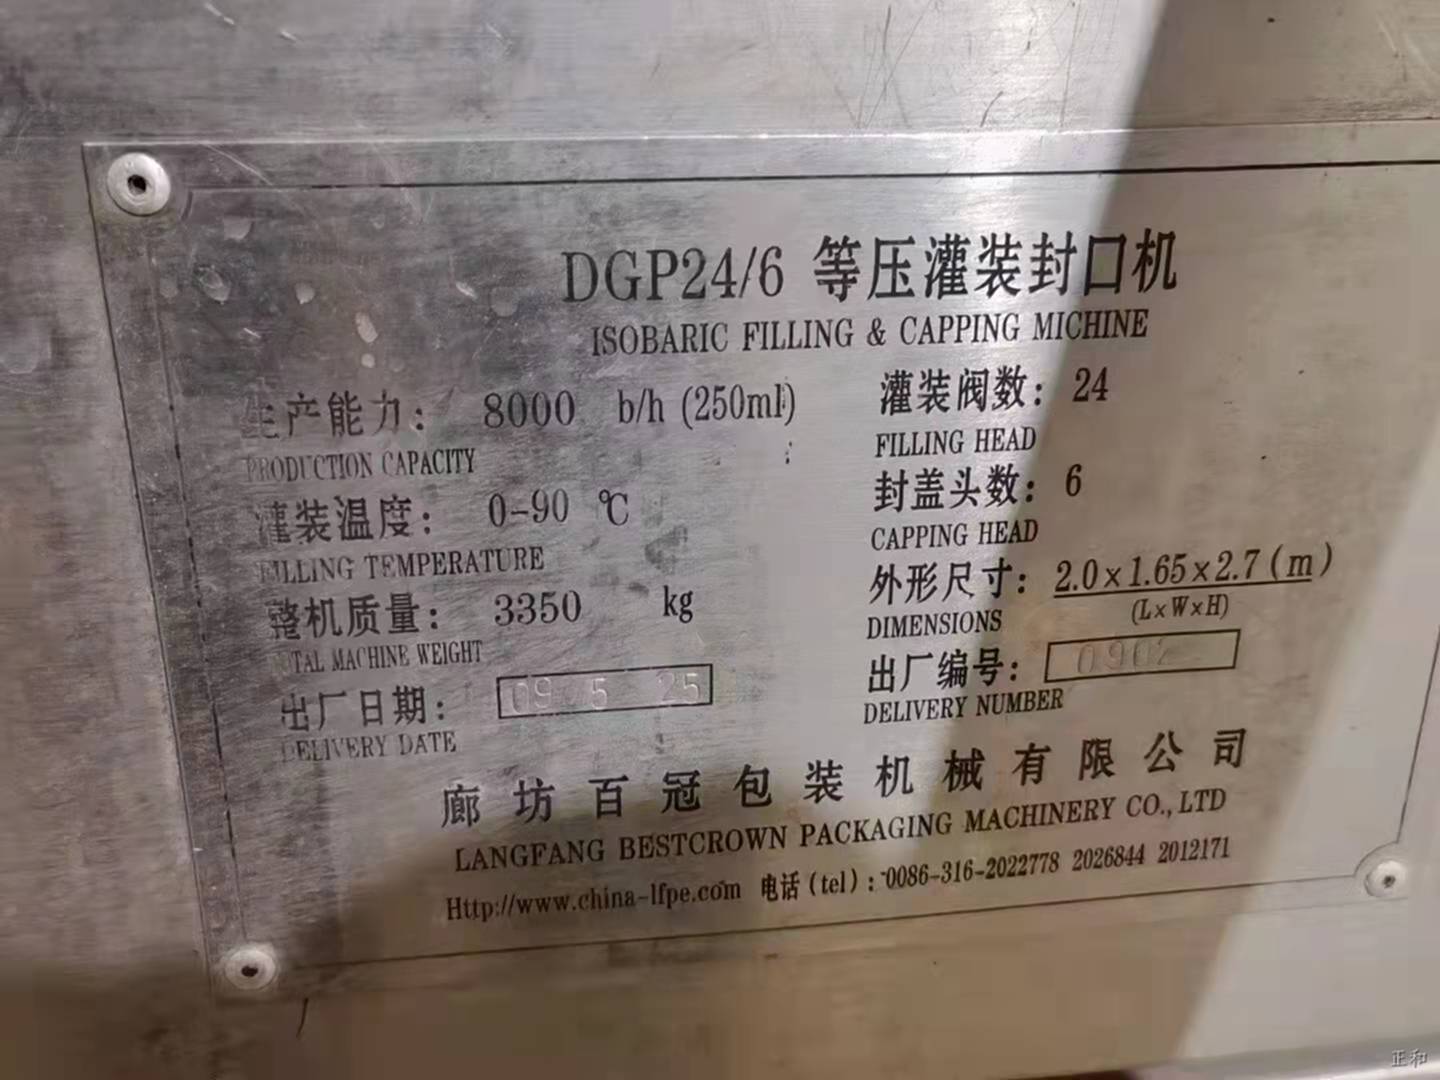 DGP24/6 等压灌装封口机
ISOBARIC FILLING & CAPPING MICHINE
生产能力: 8000 b/h (250ml)
PRODUCTION CAPACITY
灌装温度: 0-90 ℃
FILLING TEMPERATURE
整机质量: 3350 kg
TOTAL MACHINE WEIGHT
出厂日期: 09 5 25
DELIVERY DATE
灌装阀数: 24
FILLING HEAD
封盖头数: 6
CAPPING HEAD
外形尺寸: 2.0×1.65×2.7(m)
DIMENSIONS (L×W×H)
出厂编号: 0902
DELIVERY NUMBER
廊坊百冠包装机械有限公司
LANGFANG BESTCROWN PACKAGING MACHINERY CO., LTD
Http://www.china-lfpe.com 电话(tel): 0086-316-2022778 2026844 2012171
正和